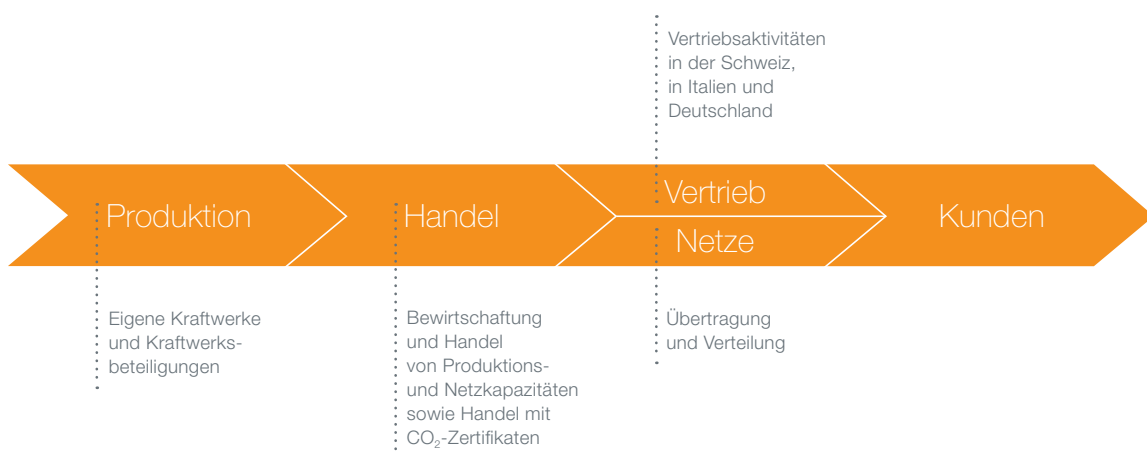 Vertriebsaktivitäten
in der Schweiz,
in Italien und
Deutschland
Produktion
Handel
Vertrieb
Netze
Kunden
Eigene Kraftwerke
und Kraftwerks-
beteiligungen
Bewirtschaftung
und Handel
von Produktions-
und Netzkapazitäten
sowie Handel mit
CO₂-Zertifikaten
Übertragung
und Verteilung